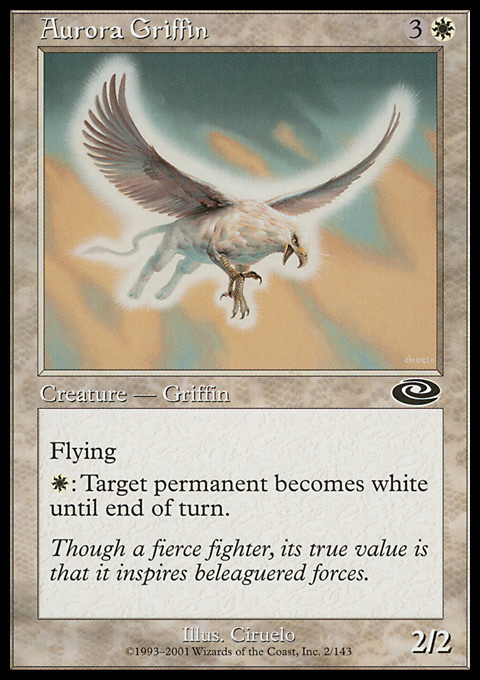 Aurora Griffin 3
ciruelo
Creature — Griffin
Flying
: Target permanent becomes white
until end of turn.
Though a fierce fighter, its true value is
that it inspires beleaguered forces.
Illus. Ciruelo
©1993–2001 Wizards of the Coast, Inc. 2/143
2/2